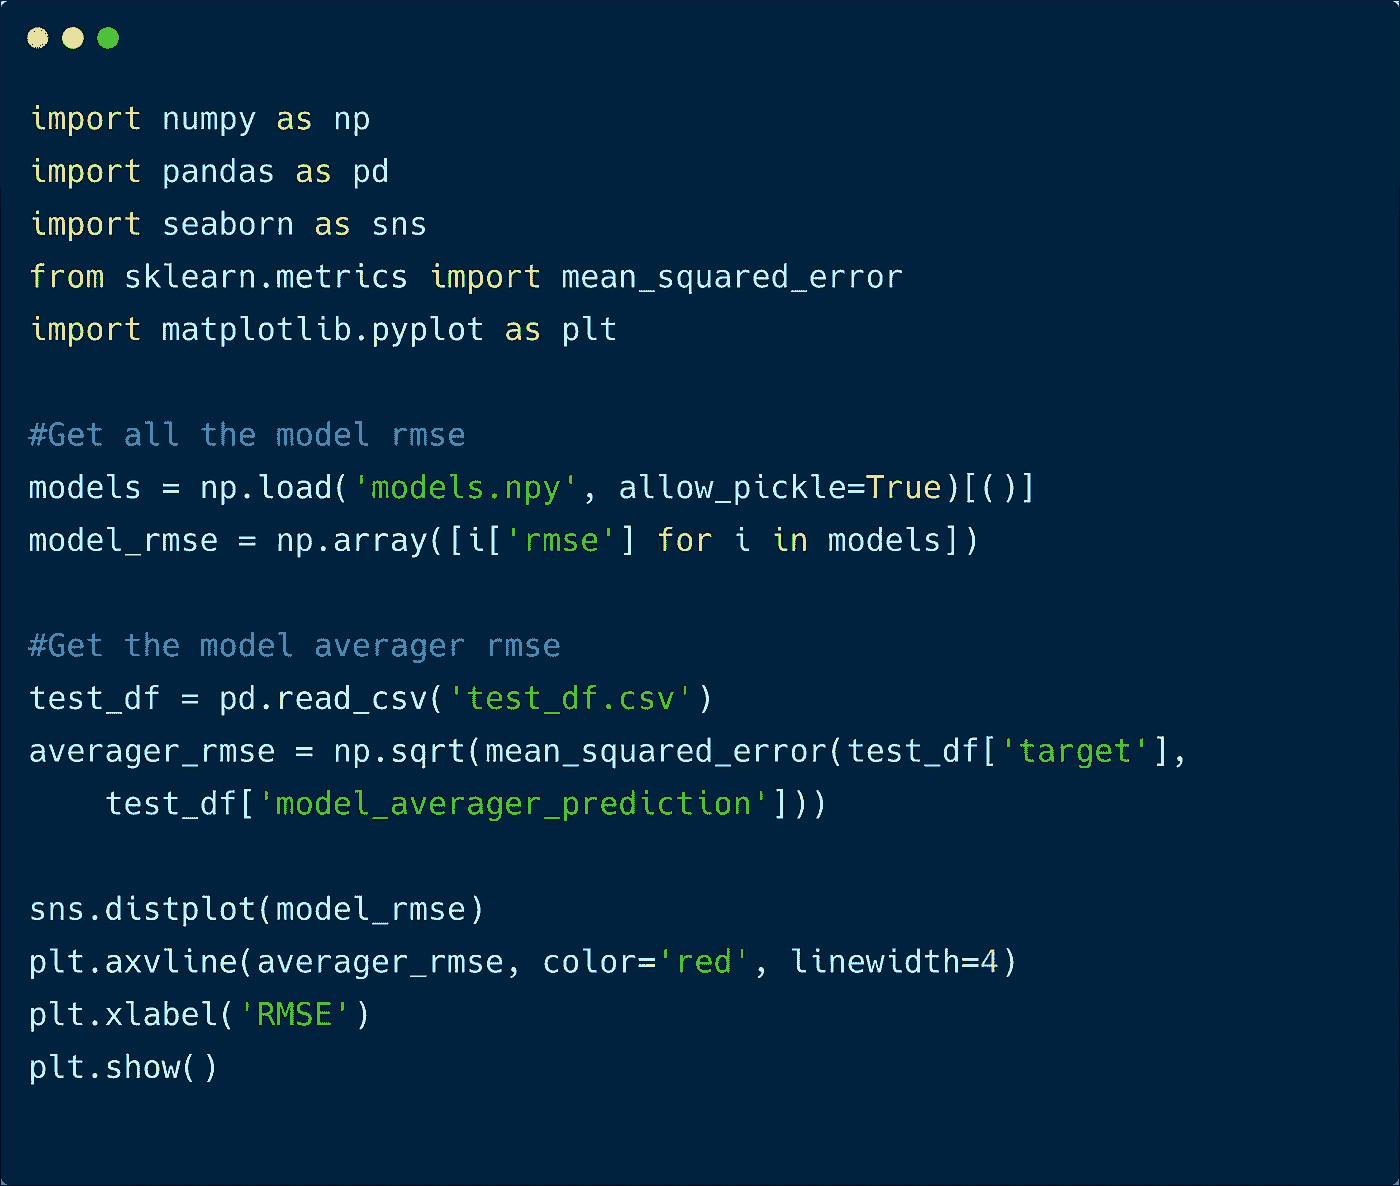 import numpy as np
import pandas as pd
import seaborn as sns
from sklearn.metrics import mean_squared_error
import matplotlib.pyplot as plt

#Get all the model rmse
models = np.load('models.npy', allow_pickle=True)[()]
model_rmse = np.array([i['rmse'] for i in models])

#Get the model averager rmse
test_df = pd.read_csv('test_df.csv')
averager_rmse = np.sqrt(mean_squared_error(test_df['target'],
    test_df['model_averager_prediction']))

sns.distplot(model_rmse)
plt.axvline(averager_rmse, color='red', linewidth=4)
plt.xlabel('RMSE')
plt.show()